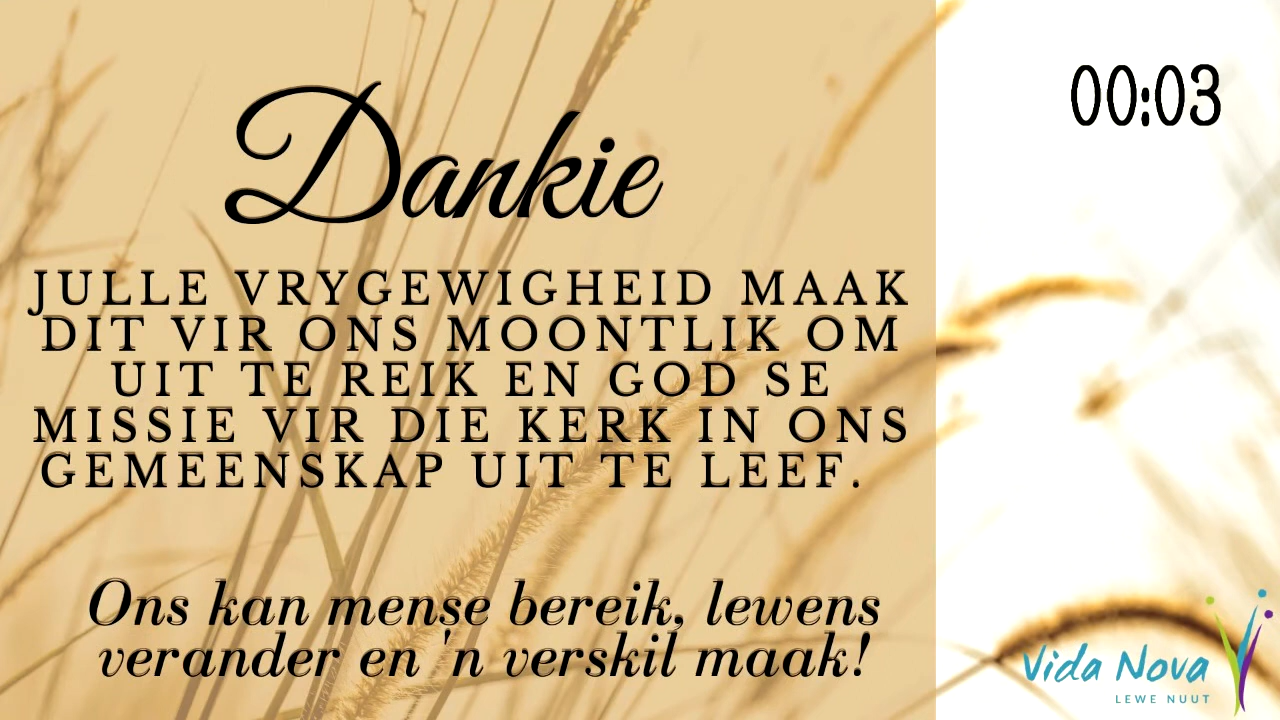 Dankie
00:03
JULLE VRYGEWIGHEID MAAK
DIT VIR ONS MOONTLIK OM
UIT TE REIK EN GOD SE
MISSIE VIR DIE KERK IN ONS
GEMEENSKAP UIT TE LEEF.
Ons kan mense bereik, lewens
verander en 'n verskil maak!
Vida Nova
LEWE NUUT